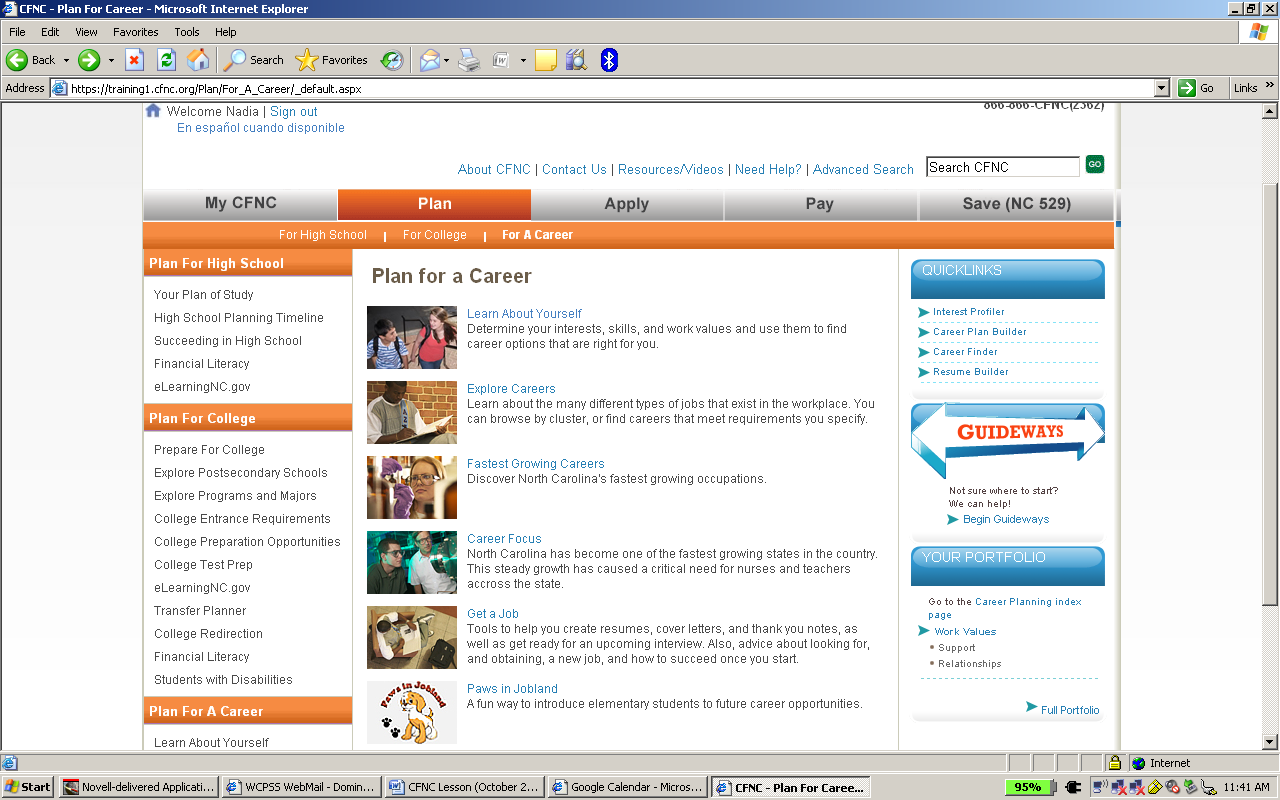 CFNC - Plan For Career - Microsoft Internet Explorer
File Edit View Favorites Tools Help
Back Search Favorites
Address https://training1.cfnc.org/Plan/For_A_Career/_default.aspx Go Links »
866-866-CFNC(2362)
Welcome Nadia | Sign out
En español cuando disponible
About CFNC | Contact Us | Resources/Videos | Need Help? | Advanced Search Search CFNC GO
My CFNC Plan Apply Pay Save (NC 529)
For High School | For College | For A Career
Plan For High School
Your Plan of Study
High School Planning Timeline
Succeeding in High School
Financial Literacy
eLearningNC.gov
Plan For College
Prepare For College
Explore Postsecondary Schools
Explore Programs and Majors
College Entrance Requirements
College Preparation Opportunities
College Test Prep
eLearningNC.gov
Transfer Planner
College Redirection
Financial Literacy
Students with Disabilities
Plan For A Career
Learn About Yourself
Plan for a Career
Learn About Yourself
Determine your interests, skills, and work values and use them to find
career options that are right for you.
Explore Careers
Learn about the many different types of jobs that exist in the workplace. You
can browse by cluster, or find careers that meet requirements you specify.
Fastest Growing Careers
Discover North Carolina's fastest growing occupations.
Career Focus
North Carolina has become one of the fastest growing states in the country.
This steady growth has caused a critical need for nurses and teachers
accross the state.
Get a Job
Tools to help you create resumes, cover letters, and thank you notes, as
well as get ready for an upcoming interview. Also, advice about looking for,
and obtaining, a new job, and how to succeed once you start.
Paws in Jobland
Paws in Jobland
A fun way to introduce elementary students to future career opportunities.
QUICKLINKS
Interest Profiler
Career Plan Builder
Career Finder
Resume Builder
GUIDEWAYS
Not sure where to start?
We can help!
Begin Guideways
YOUR PORTFOLIO
Go to the Career Planning index
page
Work Values
• Support
• Relationships
Full Portfolio
Internet
Start Novell-delivered Applicati... WCPSS WebMail - Domin... CFNC Lesson (October 2... Google Calendar - Micros... CFNC - Plan For Caree... 95% 11:41 AM